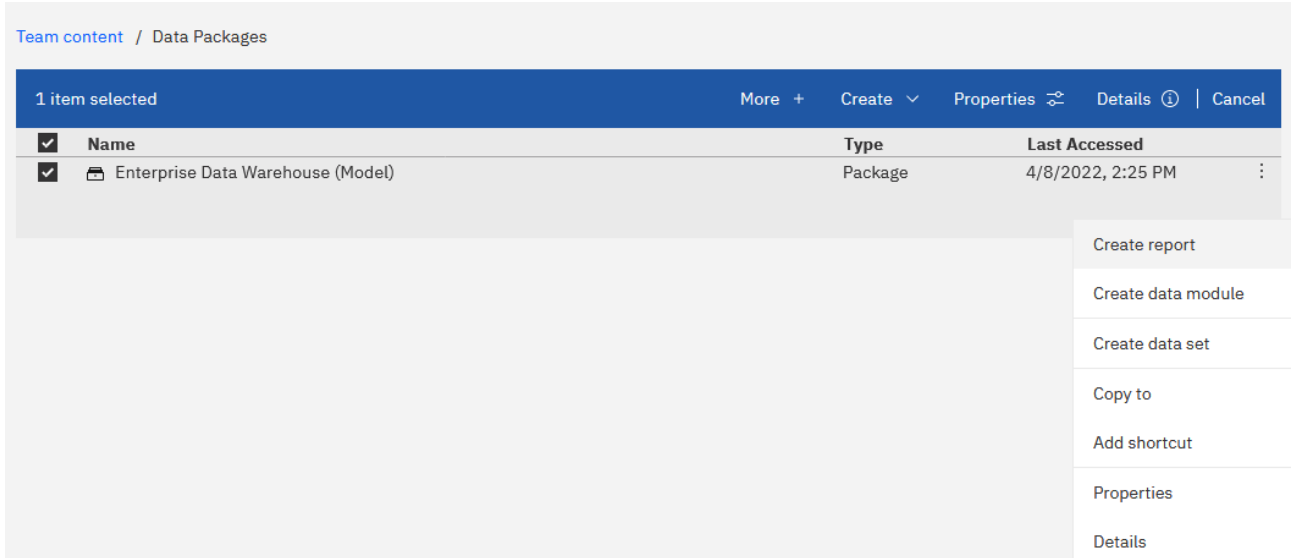 Team content / Data Packages
1 item selected More + Create Properties Details Cancel
Name Type Last Accessed
Enterprise Data Warehouse (Model) Package 4/8/2022, 2:25 PM
Create report
Create data module
Create data set
Copy to
Add shortcut
Properties
Details